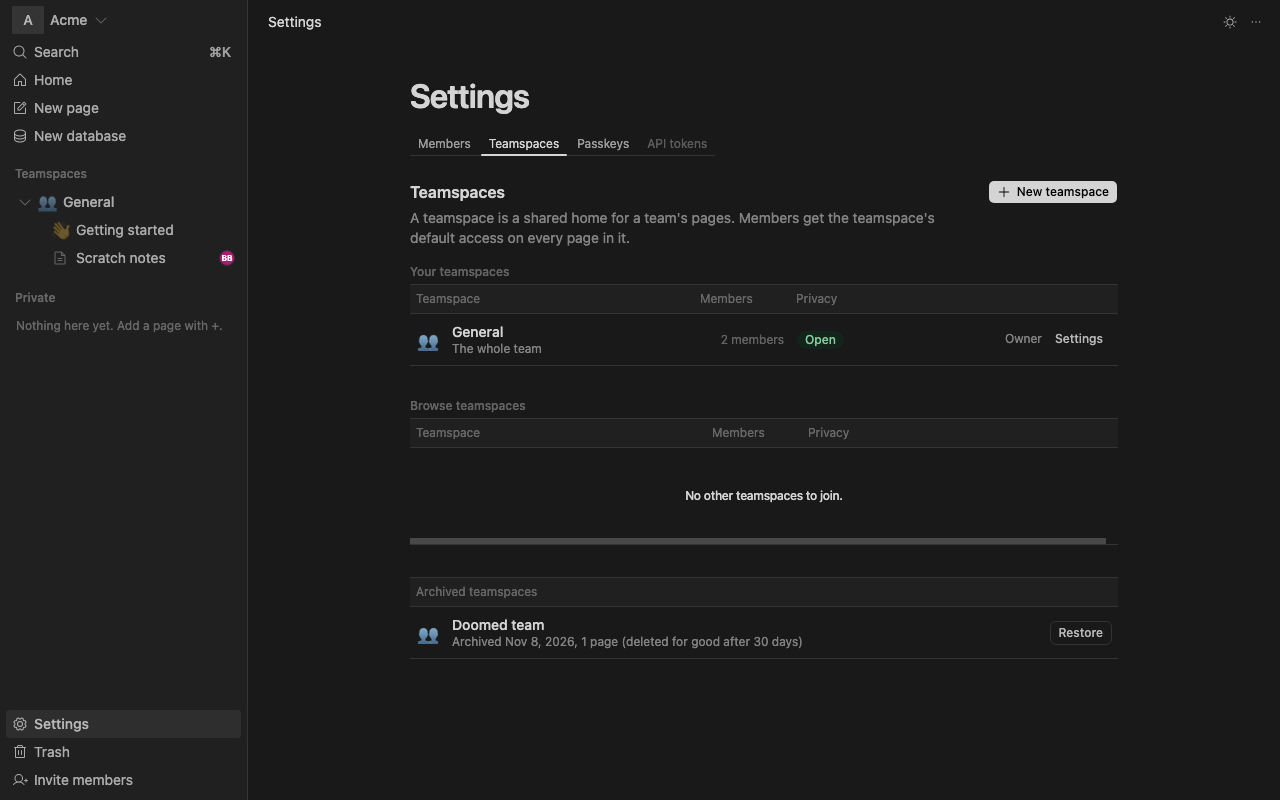 A Acme
Search ⌘K
Home
New page
New database
Teamspaces
General
Getting started
Scratch notes BB
Private
Nothing here yet. Add a page with +.
Settings
Trash
Invite members
Settings
Settings
Members Teamspaces Passkeys API tokens
Teamspaces
New teamspace
A teamspace is a shared home for a team's pages. Members get the teamspace's
default access on every page in it.
Your teamspaces
Teamspace Members Privacy
General
The whole team
2 members Open Owner Settings
Browse teamspaces
Teamspace Members Privacy
No other teamspaces to join.
Archived teamspaces
Doomed team
Archived Nov 8, 2026, 1 page (deleted for good after 30 days)
Restore